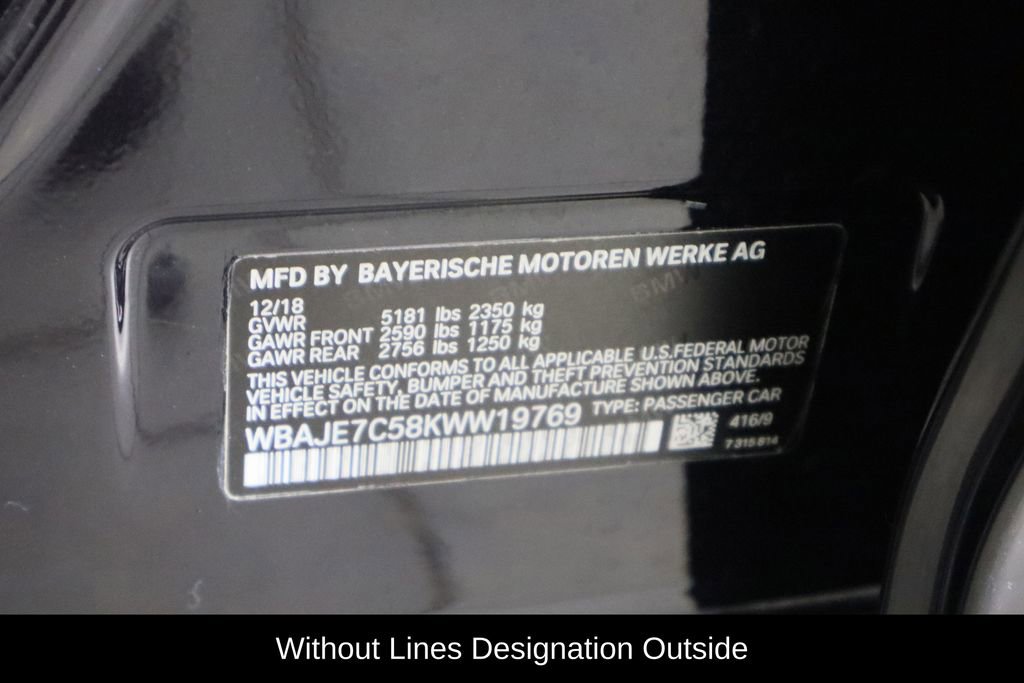 MFD BY BAYERISCHE MOTOREN WERKE AG
12/18
GVWR 5181 lbs 2350 kg
GAWR FRONT 2590 lbs 1175 kg
GAWR REAR 2756 lbs 1250 kg
THIS VEHICLE CONFORMS TO ALL APPLICABLE U.S.FEDERAL MOTOR
VEHICLE SAFETY, BUMPER AND THEFT PREVENTION STANDARDS
IN EFFECT ON THE DATE OF MANUFACTURE SHOWN ABOVE.
WBAJE7C58KWW19769 TYPE: PASSENGER CAR
416/9
7 315 814
Without Lines Designation Outside